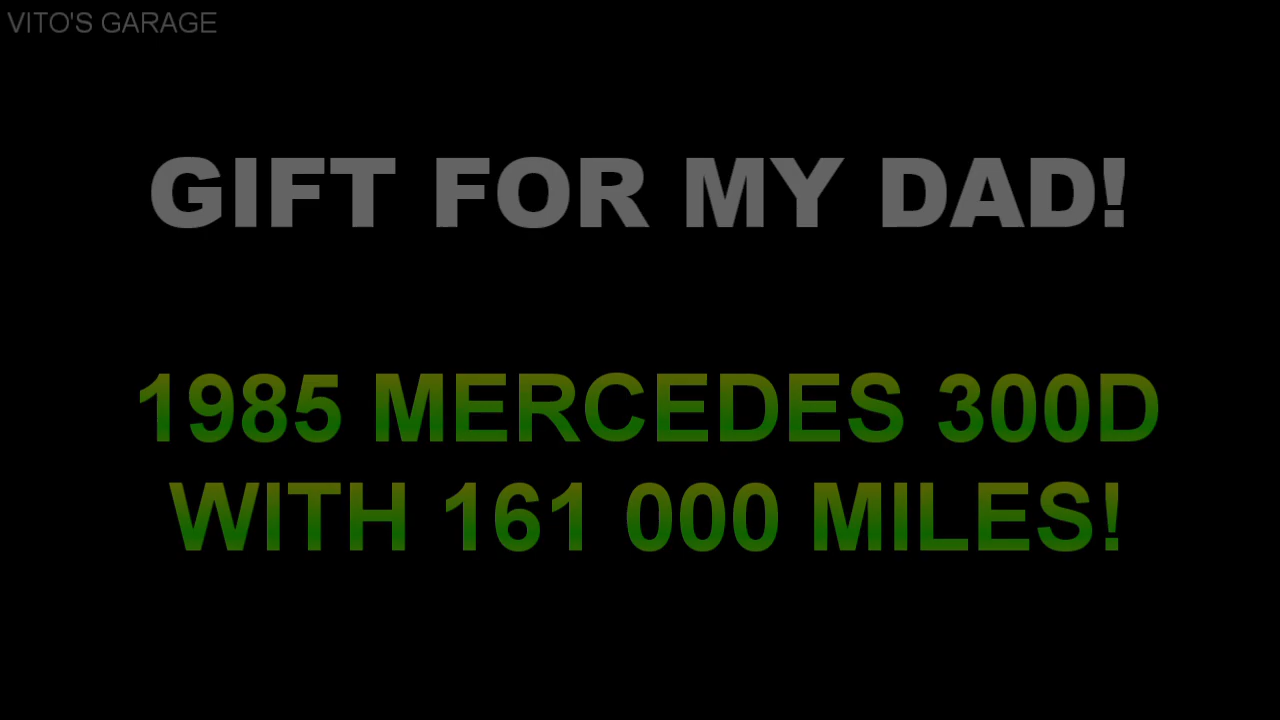 VITO'S GARAGE
GIFT FOR MY DAD!
1985 MERCEDES 300D
WITH 161 000 MILES!